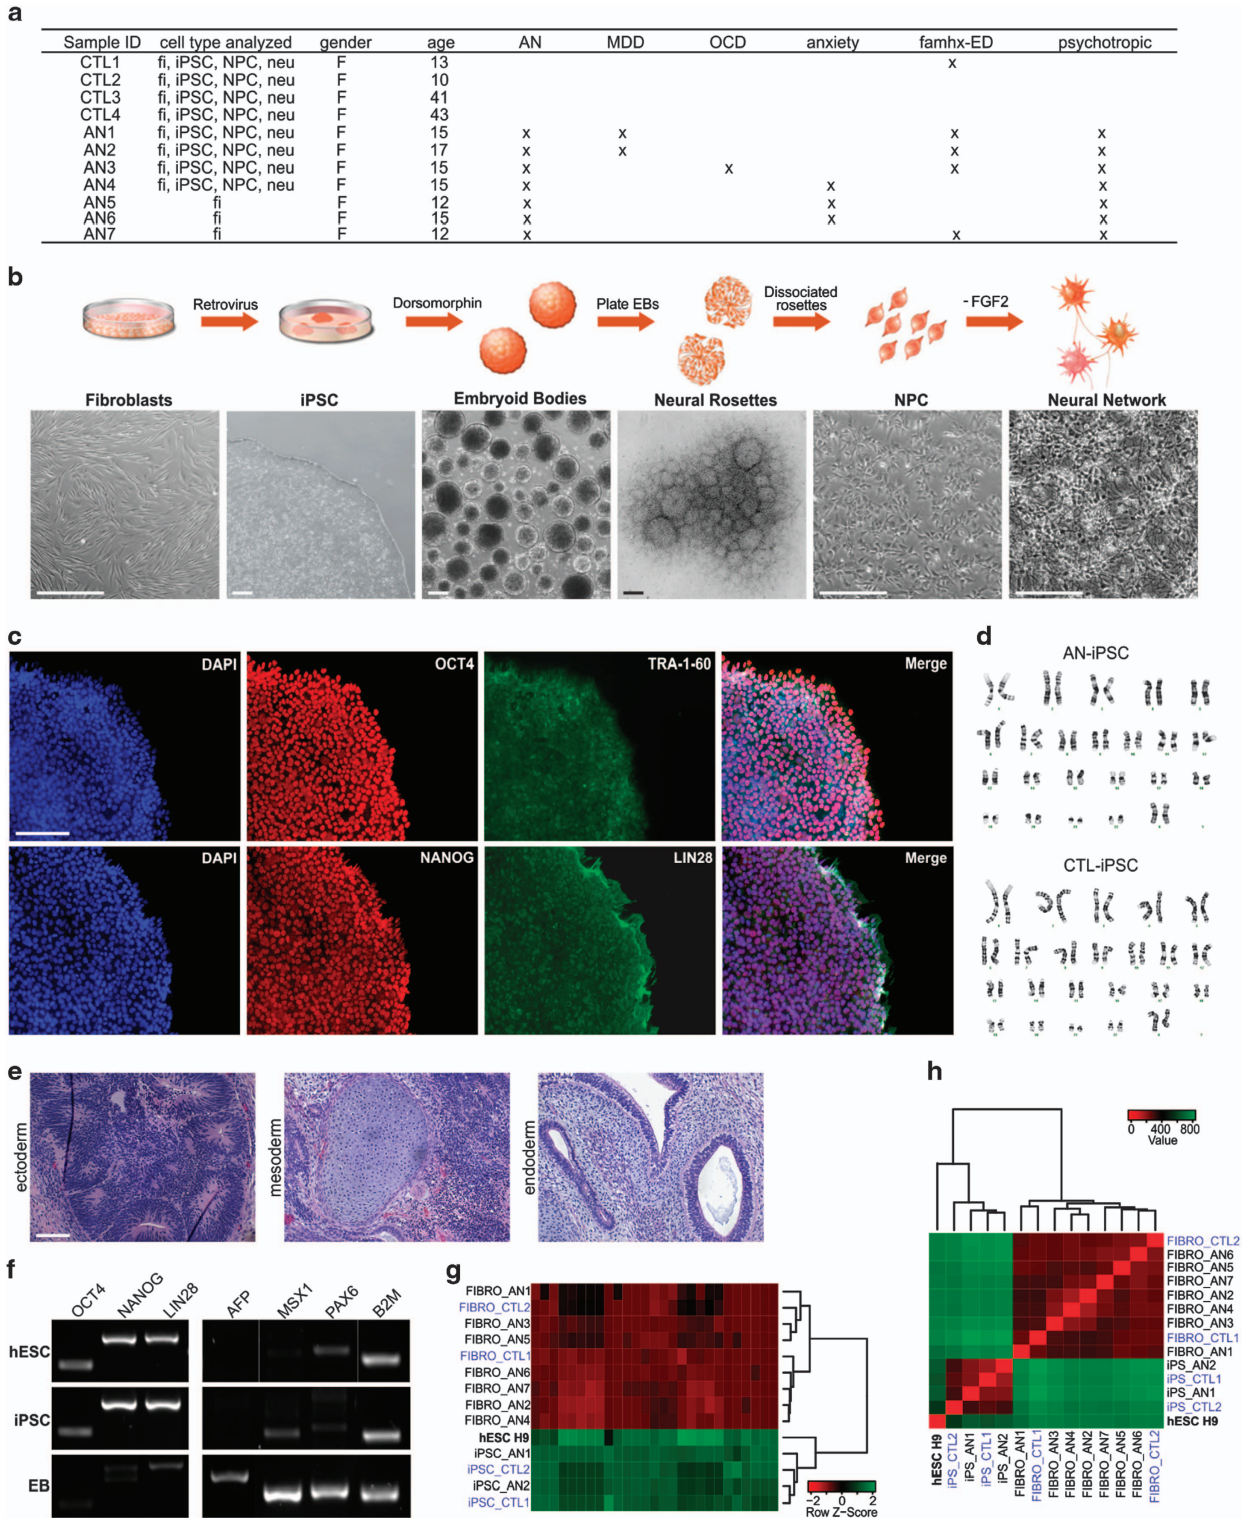 a
Sample ID cell type analyzed gender age AN MDD OCD anxiety famhx-ED psychotropic
CTL1 fi, iPSC, NPC, neu F 13 x
CTL2 fi, iPSC, NPC, neu F 10
CTL3 fi, iPSC, NPC, neu F 41
CTL4 fi, iPSC, NPC, neu F 43
AN1 fi, iPSC, NPC, neu F 15 x x x x
AN2 fi, iPSC, NPC, neu F 17 x x x x
AN3 fi, iPSC, NPC, neu F 15 x x x x
AN4 fi, iPSC, NPC, neu F 15 x x x
AN5 fi F 12 x x x
AN6 fi F 15 x x x
AN7 fi F 12 x x x
b
Retrovirus
Dorsomorphin
Plate EBs
Dissociated
rosettes
- FGF2
Fibroblasts iPSC Embryoid Bodies Neural Rosettes NPC Neural Network
c
DAPI OCT4 TRA-1-60 Merge
DAPI NANOG LIN28 Merge
d
AN-iPSC
CTL-iPSC
e
ectoderm
mesoderm
endoderm
f
OCT4 NANOG LIN28 AFP MSX1 PAX6 B2M
hESC
iPSC
EB
g
FIBRO_AN1
FIBRO_CTL2
FIBRO_AN3
FIBRO_AN5
FIBRO_CTL1
FIBRO_AN6
FIBRO_AN7
FIBRO_AN2
FIBRO_AN4
hESC H9
iPSC_AN1
iPSC_CTL2
iPSC_AN2
iPSC_CTL1
-2 0 2
Row Z-Score
h
0 400 800
Value
FIBRO_CTL2
FIBRO_AN6
FIBRO_AN5
FIBRO_AN7
FIBRO_AN2
FIBRO_AN4
FIBRO_AN3
FIBRO_CTL1
FIBRO_AN1
iPS_AN2
iPS_CTL1
iPS_AN1
iPS_CTL2
hESC H9
hESC H9
iPS_CTL2
iPS_AN1
iPS_CTL1
iPS_AN2
FIBRO_AN1
FIBRO_CTL1
FIBRO_AN3
FIBRO_AN4
FIBRO_AN2
FIBRO_AN7
FIBRO_AN5
FIBRO_AN6
FIBRO_CTL2